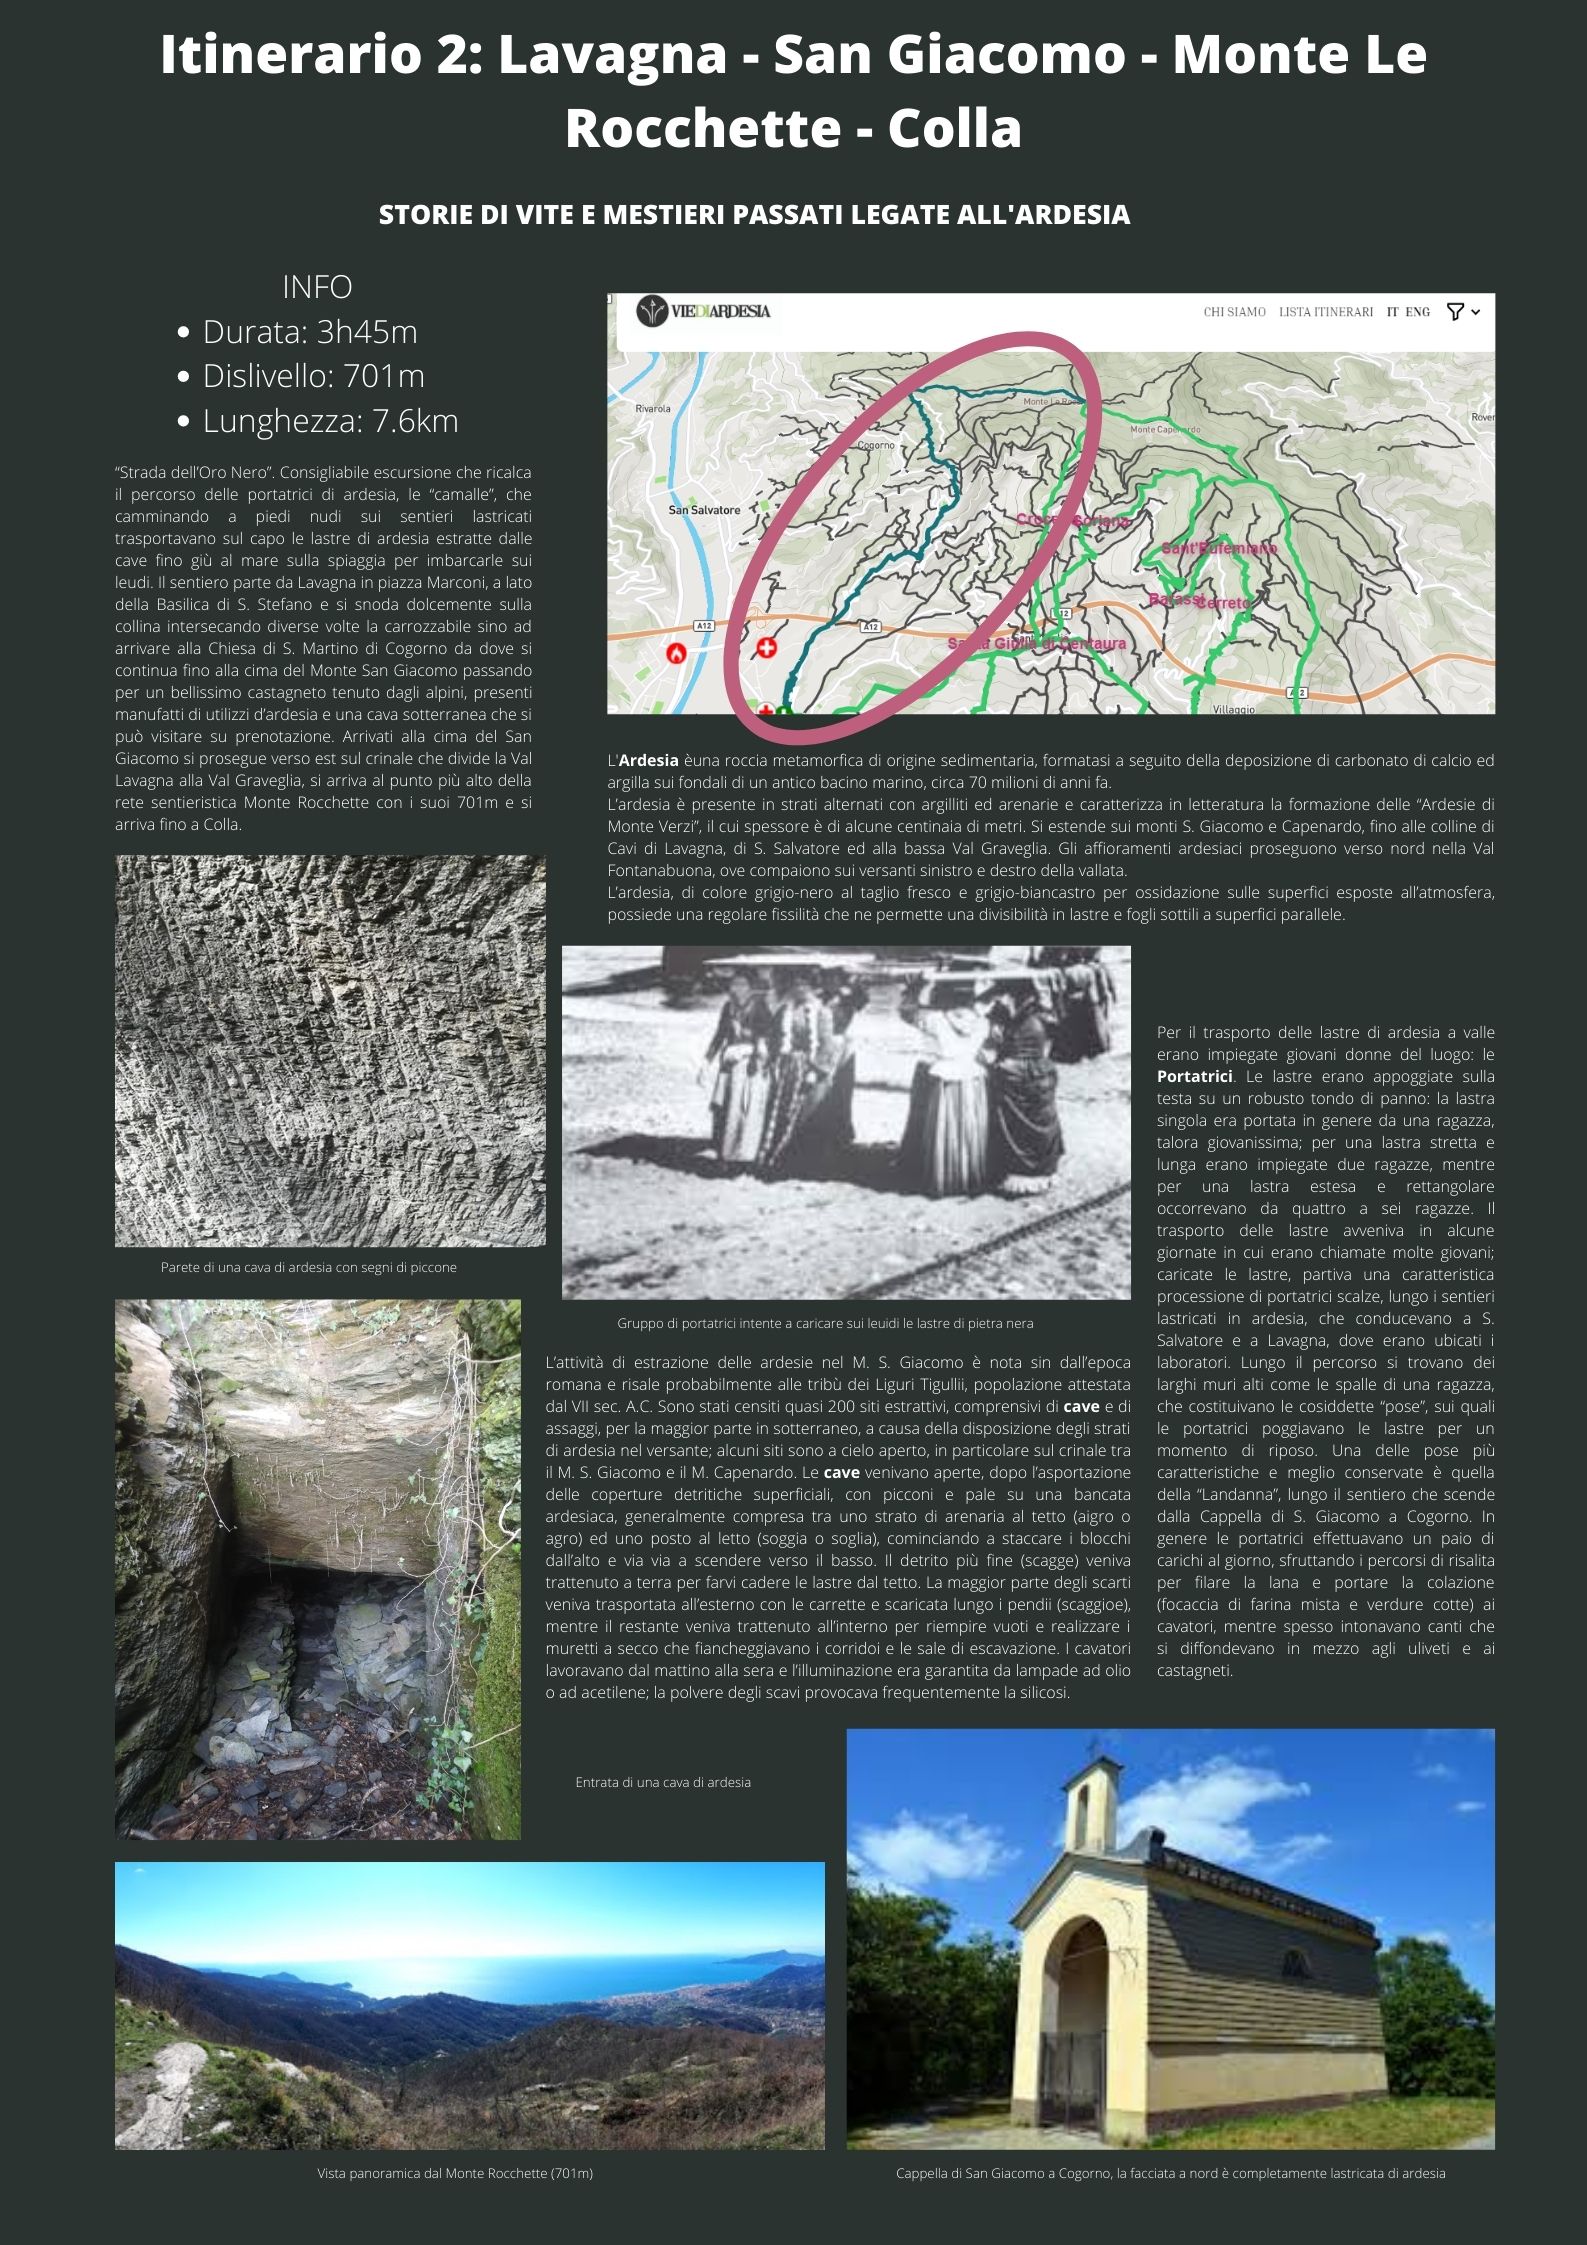 Itinerario 2: Lavagna - San Giacomo - Monte Le
Rocchette - Colla
STORIE DI VITE E MESTIERI PASSATI LEGATE ALL'ARDESIA
INFO
• Durata: 3h45m
• Dislivello: 701m
• Lunghezza: 7.6km
“Strada dell’Oro Nero”. Consigliabile escursione che ricalca
il percorso delle portatrici di ardesia, le “camalle”, che
camminando a piedi nudi sui sentieri lastricati
trasportavano sul capo le lastre di ardesia estratte dalle
cave fino giù al mare sulla spiaggia per imbarcarle sui
leudi. Il sentiero parte da Lavagna in piazza Marconi, a lato
della Basilica di S. Stefano e si snoda dolcemente sulla
collina intersecando diverse volte la carrozzabile sino ad
arrivare alla Chiesa di S. Martino di Cogorno da dove si
continua fino alla cima del Monte San Giacomo passando
per un bellissimo castagneto tenuto dagli alpini, presenti
manufatti di utilizzi d’ardesia e una cava sotterranea che si
può visitare su prenotazione. Arrivati alla cima del San
Giacomo si prosegue verso est sul crinale che divide la Val
Lavagna alla Val Graveglia, si arriva al punto più alto della
rete sentieristica Monte Rocchette con i suoi 701m e si
arriva fino a Colla.
VIEDIARDESIA
CHI SIAMO LISTA ITINERARI IT ENG
Rivarola
Monte Le
Monte Capenardo
Cogorno
San Salvatore
Sant'Eufemiano
Barassi
Cerreto
A12
A12
Villaggio
L'Ardesia èuna roccia metamorfica di origine sedimentaria, formatasi a seguito della deposizione di carbonato di calcio ed
argilla sui fondali di un antico bacino marino, circa 70 milioni di anni fa.
L’ardesia è presente in strati alternati con argilliti ed arenarie e caratterizza in letteratura la formazione delle “Ardesie di
Monte Verzi”, il cui spessore è di alcune centinaia di metri. Si estende sui monti S. Giacomo e Capenardo, fino alle colline di
Cavi di Lavagna, di S. Salvatore ed alla bassa Val Graveglia. Gli affioramenti ardesiaci proseguono verso nord nella Val
Fontanabuona, ove compaiono sui versanti sinistro e destro della vallata.
L’ardesia, di colore grigio-nero al taglio fresco e grigio-biancastro per ossidazione sulle superfici esposte all’atmosfera,
possiede una regolare fissilità che ne permette una divisibilità in lastre e fogli sottili a superfici parallele.
Parete di una cava di ardesia con segni di piccone
Gruppo di portatrici intente a caricare sui leuidi le lastre di pietra nera
L’attività di estrazione delle ardesie nel M. S. Giacomo è nota sin dall’epoca
romana e risale probabilmente alle tribù dei Liguri Tigullii, popolazione attestata
dal VII sec. A.C. Sono stati censiti quasi 200 siti estrattivi, comprensivi di cave e di
assaggi, per la maggior parte in sotterraneo, a causa della disposizione degli strati
di ardesia nel versante; alcuni siti sono a cielo aperto, in particolare sul crinale tra
il M. S. Giacomo e il M. Capenardo. Le cave venivano aperte, dopo l’asportazione
delle coperture detritiche superficiali, con picconi e pale su una bancata
ardesiaca, generalmente compresa tra uno strato di arenaria al tetto (aigro o
agro) ed uno posto al letto (soggia o soglia), cominciando a staccare i blocchi
dall’alto e via via a scendere verso il basso. Il detrito più fine (scagge) veniva
trattenuto a terra per farvi cadere le lastre dal tetto. La maggior parte degli scarti
veniva trasportata all’esterno con le carrette e scaricata lungo i pendii (scaggioe),
mentre il restante veniva trattenuto all’interno per riempire vuoti e realizzare i
muretti a secco che fiancheggiavano i corridoi e le sale di escavazione. I cavatori
lavoravano dal mattino alla sera e l’illuminazione era garantita da lampade ad olio
o ad acetilene; la polvere degli scavi provocava frequentemente la silicosi.
Per il trasporto delle lastre di ardesia a valle
erano impiegate giovani donne del luogo: le
Portatrici. Le lastre erano appoggiate sulla
testa su un robusto tondo di panno: la lastra
singola era portata in genere da una ragazza,
talora giovanissima; per una lastra stretta e
lunga erano impiegate due ragazze, mentre
per una lastra estesa e rettangolare
occorrevano da quattro a sei ragazze. Il
trasporto delle lastre avveniva in alcune
giornate in cui erano chiamate molte giovani;
caricate le lastre, partiva una caratteristica
processione di portatrici scalze, lungo i sentieri
lastricati in ardesia, che conducevano a S.
Salvatore e a Lavagna, dove erano ubicati i
laboratori. Lungo il percorso si trovano dei
larghi muri alti come le spalle di una ragazza,
che costituivano le cosiddette “pose”, sui quali
le portatrici poggiavano le lastre per un
momento di riposo. Una delle pose più
caratteristiche e meglio conservate è quella
della “Landanna”, lungo il sentiero che scende
dalla Cappella di S. Giacomo a Cogorno. In
genere le portatrici effettuavano un paio di
carichi al giorno, sfruttando i percorsi di risalita
per filare la lana e portare la colazione
(focaccia di farina mista e verdure cotte) ai
cavatori, mentre spesso intonavano canti che
si diffondevano in mezzo agli uliveti e ai
castagneti.
Entrata di una cava di ardesia
Vista panoramica dal Monte Rocchette (701m)
Cappella di San Giacomo a Cogorno, la facciata a nord è completamente lastricata di ardesia